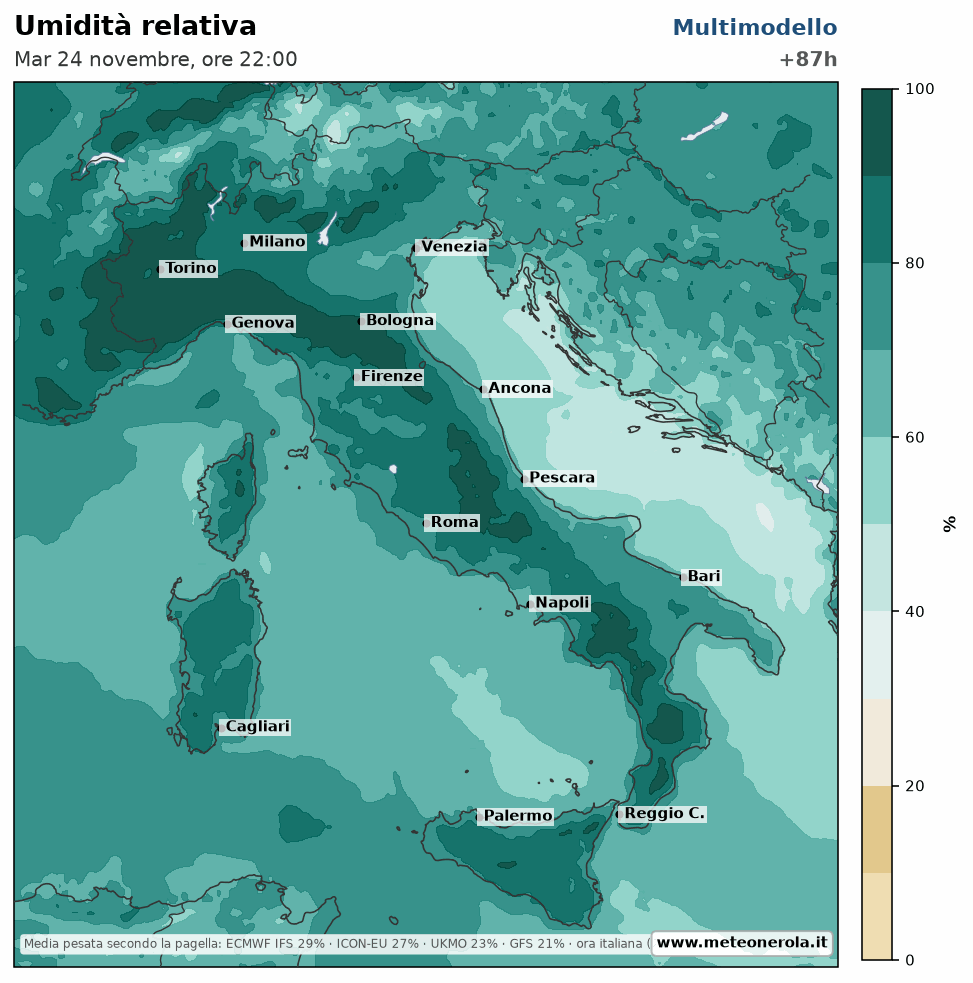 Umidità relativa
Multimodello
Mar 24 novembre, ore 22:00
+87h
100
80
60
40
20
0
%
Milano
Venezia
Torino
Genova
Bologna
Firenze
Ancona
Pescara
Roma
Bari
Napoli
Cagliari
Palermo
Reggio C.
Media pesata secondo la pagella: ECMWF IFS 29% · ICON-EU 27% · UKMO 23% · GFS 21% · ora italiana (
www.meteonerola.it